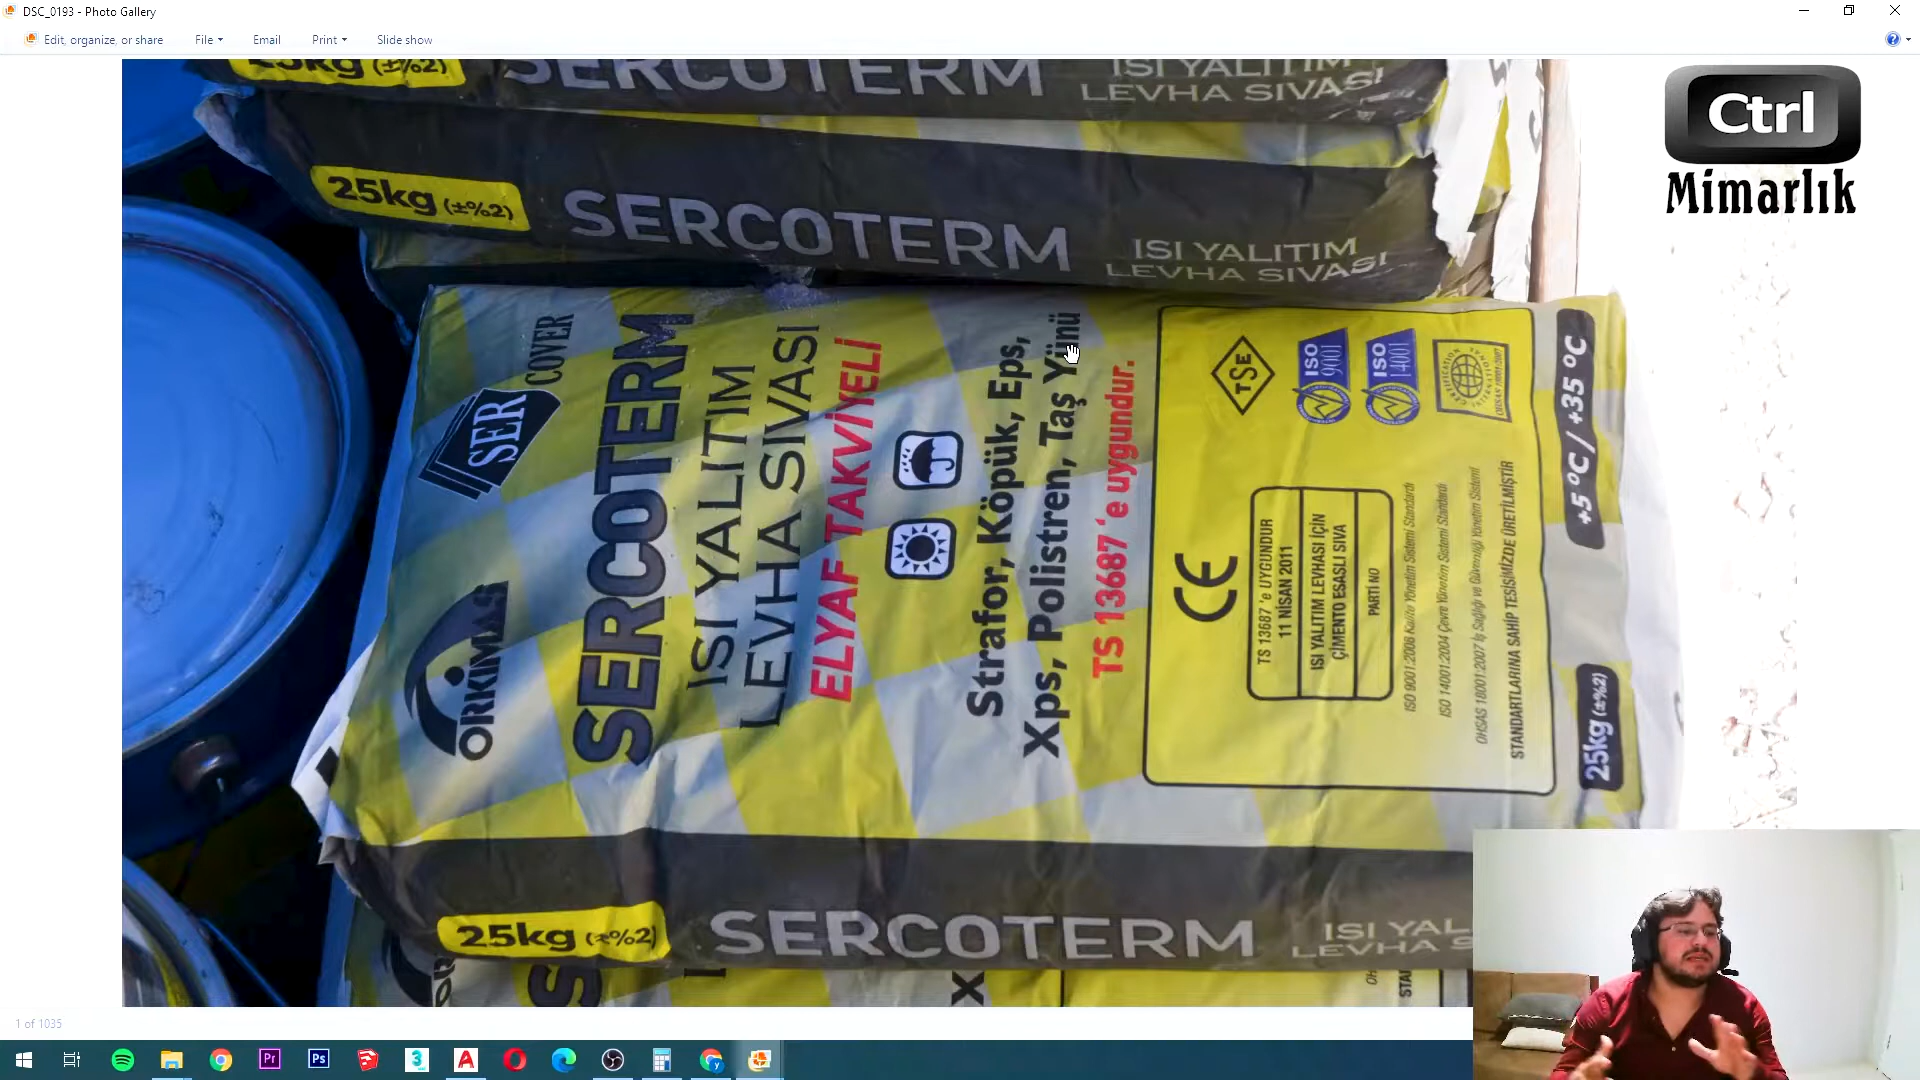 DSC_0193 - Photo Gallery
Edit, organize, or share
File
Email
Print
Slide show
Ctrl
Mimarlık
25kg (±%2)
SERCOTERM
ISI YALITIM
LEVHA SIVASI
25kg (±%2)
SERCOTERM
ISI YALITIM
LEVHA SIVASI
SER
COVER
ORKİMAS
SERCOTERM
ISI YALITIM
LEVHA SIVASI
ELYAF TAKVİYELİ
Strafor, Köpük, Eps,
Xps, Polistren, Taş Yünü
TS 13687 'e uygundur.
TSE
ISO
9001
ISO
14001
CE
TS 13687 'e UYGUNDUR
11 NİSAN 2011
ISI YALITIM LEVHASI İÇİN
ÇİMENTO ESASLI SIVA
PARTİ NO
ISO 9001:2008 Kalite Yönetim Sistemi Standardı
ISO 14001:2004 Çevre Yönetim Sistemi Standardı
OHSAS 18001:2007 İş Sağlığı ve Güvenliği Yönetim Sistemi
STANDARTLARINA SAHİP TESİSİMİZDE ÜRETİLMİŞTİR
+5 °C / +35 °C
25kg (±%2)
25kg (±%2)
SERCOTERM
ISI YAL
LEVHA S
1 of 1035
Pr
Ps
3
A